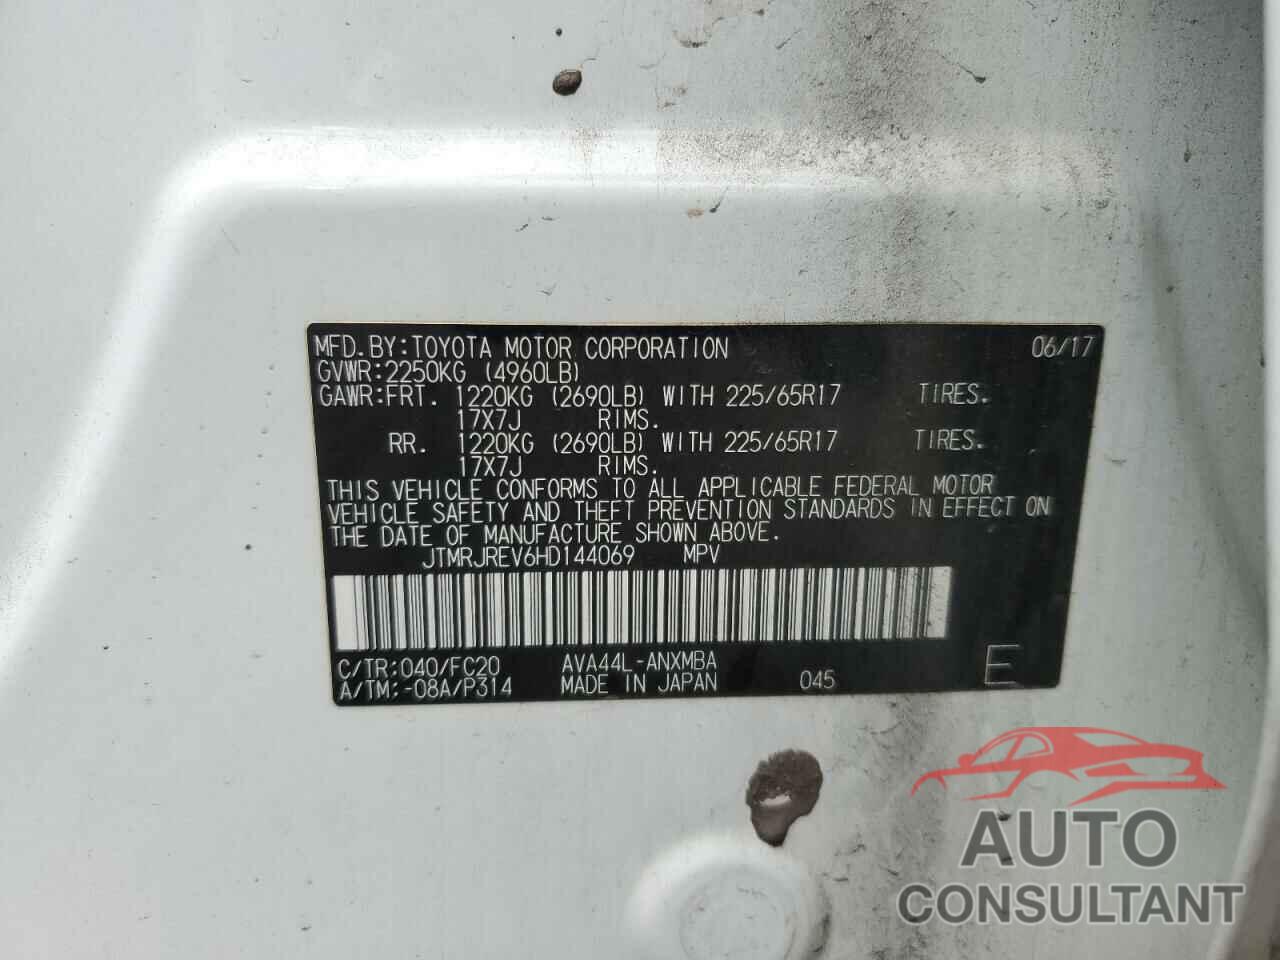 MFD.BY:TOYOTA MOTOR CORPORATION 06/17
GVWR:2250KG (4960LB)
GAWR:FRT. 1220KG (2690LB) WITH 225/65R17 TIRES.
17X7J RIMS.
RR. 1220KG (2690LB) WITH 225/65R17 TIRES.
17X7J RIMS.
THIS VEHICLE CONFORMS TO ALL APPLICABLE FEDERAL MOTOR
VEHICLE SAFETY AND THEFT PREVENTION STANDARDS IN EFFECT ON
THE DATE OF MANUFACTURE SHOWN ABOVE.
JTMRJREV6HD144069 MPV
C/TR:040/FC20 AVA44L-ANXMBA
A/TM:-08A/P314 MADE IN JAPAN 045 E
AUTO
CONSULTANT